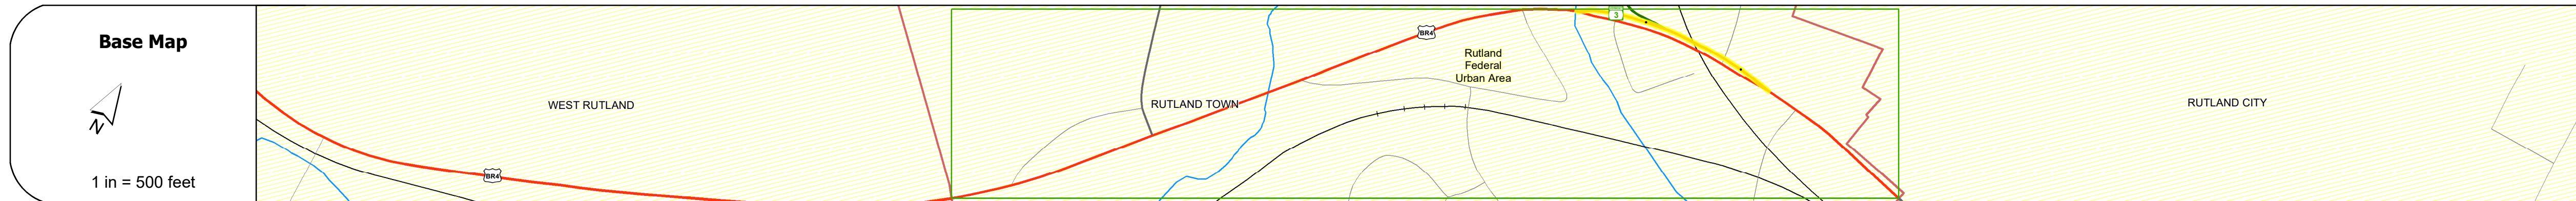 Base Map
N
1 in = 500 feet
WEST RUTLAND
BR4
RUTLAND TOWN
BR4
Rutland
Federal
Urban Area
3
RUTLAND CITY